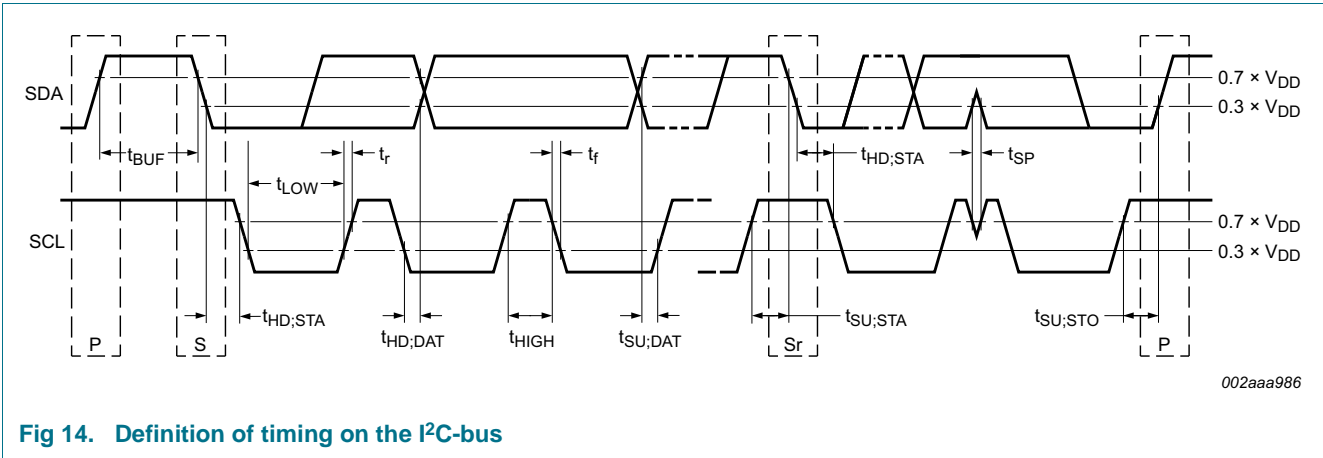 SDA
0.7 × VDD
0.3 × VDD
tBUF
tLOW
tr
tf
tHD;STA
tSP
SCL
0.7 × VDD
0.3 × VDD
tHD;STA
tHD;DAT
tHIGH
tSU;DAT
tSU;STA
tSU;STO
P
S
Sr
P
002aaa986
Fig 14. Definition of timing on the I²C-bus